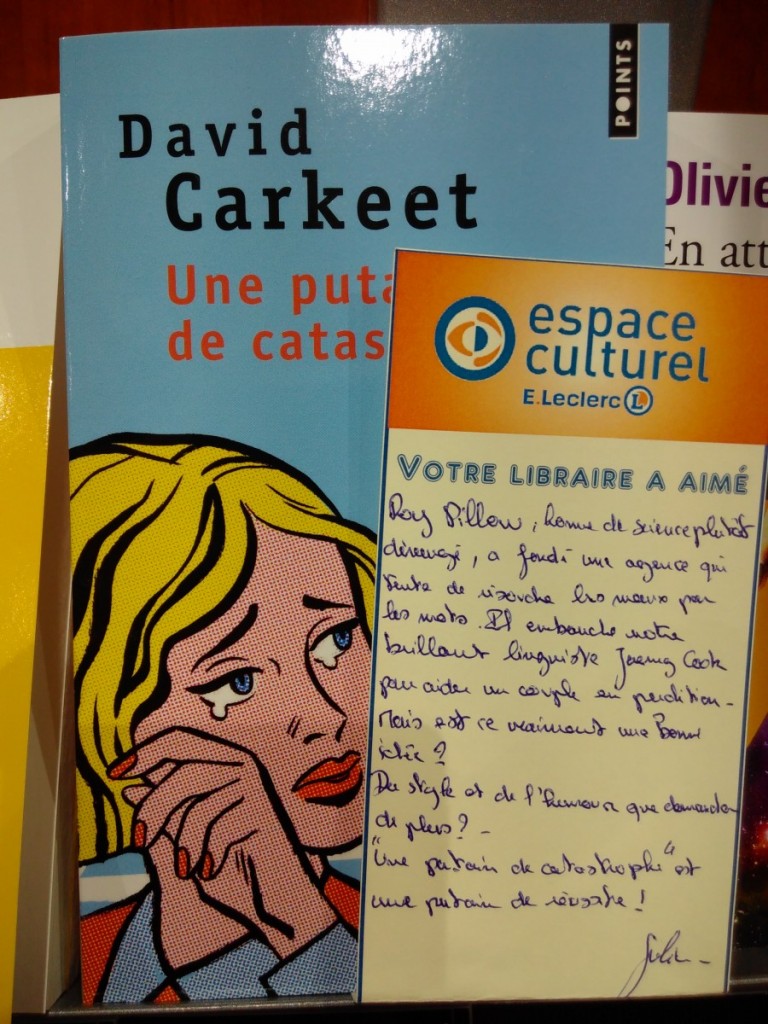 POINTS
David
Carkeet
Une puta
de catas
Olivie
En att
espace
culturel
E.Leclerc L
VOTRE LIBRAIRE A AIMÉ
Roy Pillow, homme de science plutôt
dérangé, a fondé une agence qui
tente de résoudre les maux par
les mots. Il embauche notre
brillant linguiste Jeremy Cook
pour aider un couple en perdition -
Mais est ce vraiment une Bonne
idée ?
Du style et de l'humour que demander
de plus ? -
"Une putain de catastrophe" est
une putain de réussite !